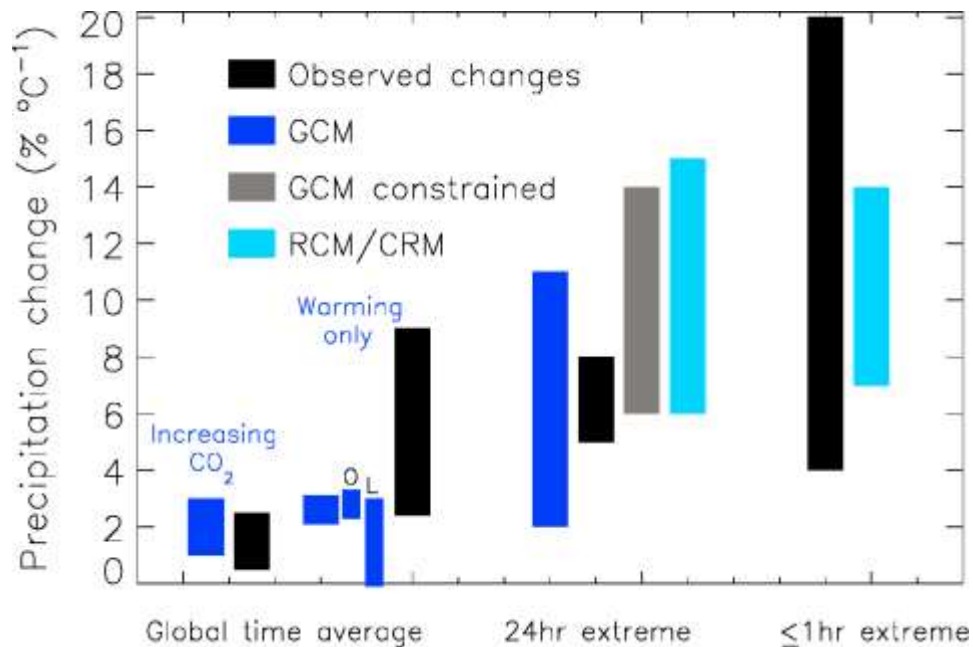 Precipitation change (% °C⁻¹)
20
18
16
14
12
10
8
6
4
2
0
Observed changes
GCM
GCM constrained
RCM/CRM
Warming
only
Increasing
CO₂
O
L
Global time average
24hr extreme
≤1hr extreme